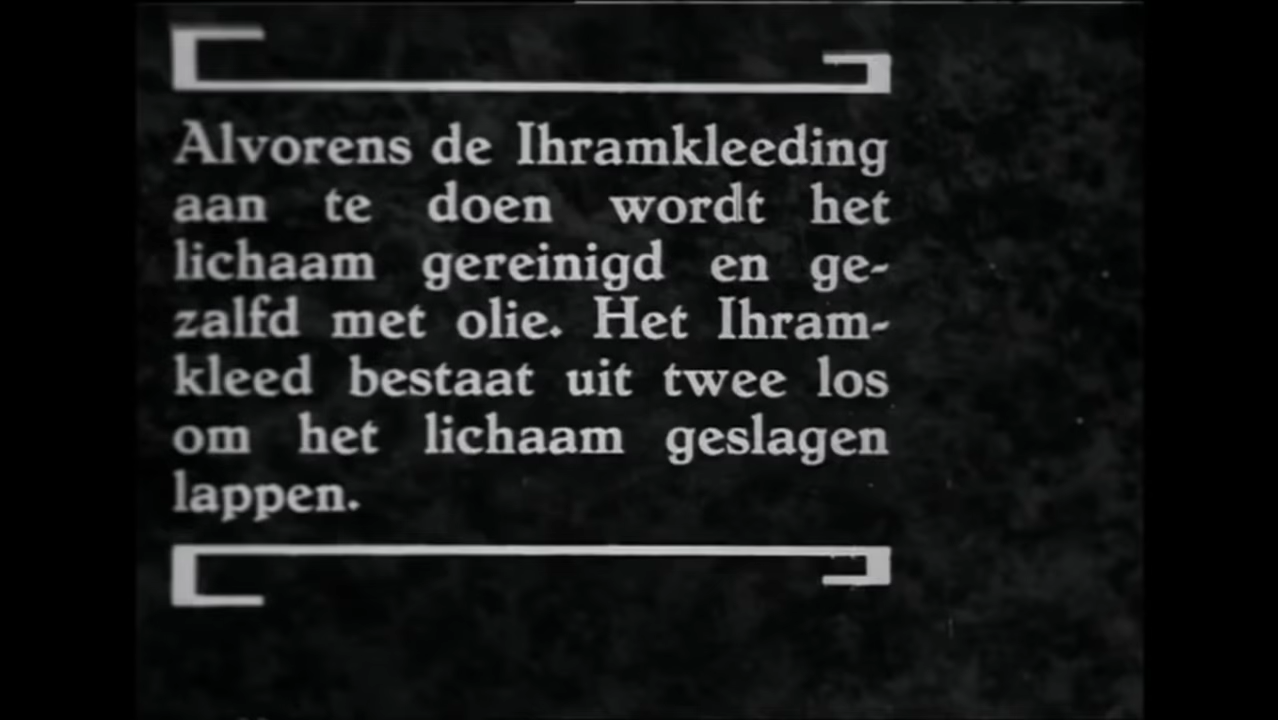 Alvorens de Ihramkleeding
aan te doen wordt het
lichaam gereinigd en ge-
zalfd met olie. Het Ihram-
kleed bestaat uit twee los
om het lichaam geslagen
lappen.